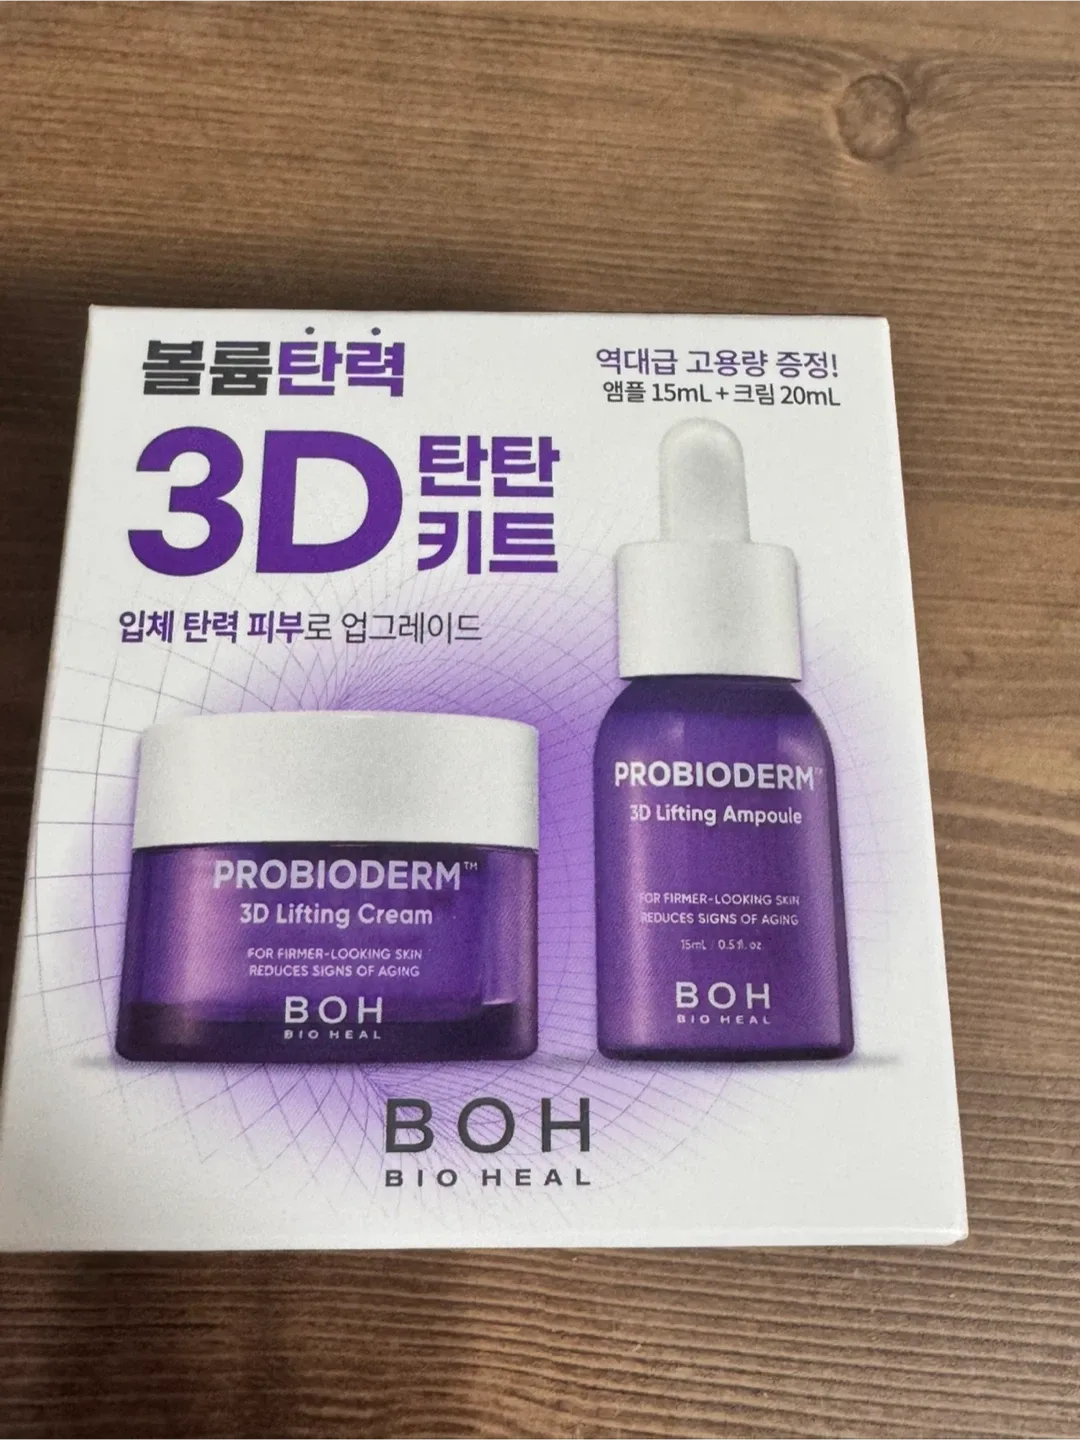 볼륨탄력
3D 탄탄
키트
입체 탄력 피부로 업그레이드
역대급 고용량 증정!
앰플 15mL + 크림 20mL
PROBIODERM™
3D Lifting Cream
FOR FIRMER-LOOKING SKIN
REDUCES SIGNS OF AGING
BOH
BIO HEAL
PROBIODERM™
3D Lifting Ampoule
FOR FIRMER-LOOKING SKIN
REDUCES SIGNS OF AGING
15mL / 0.5 fl. oz
BOH
BIO HEAL
BOH
BIO HEAL